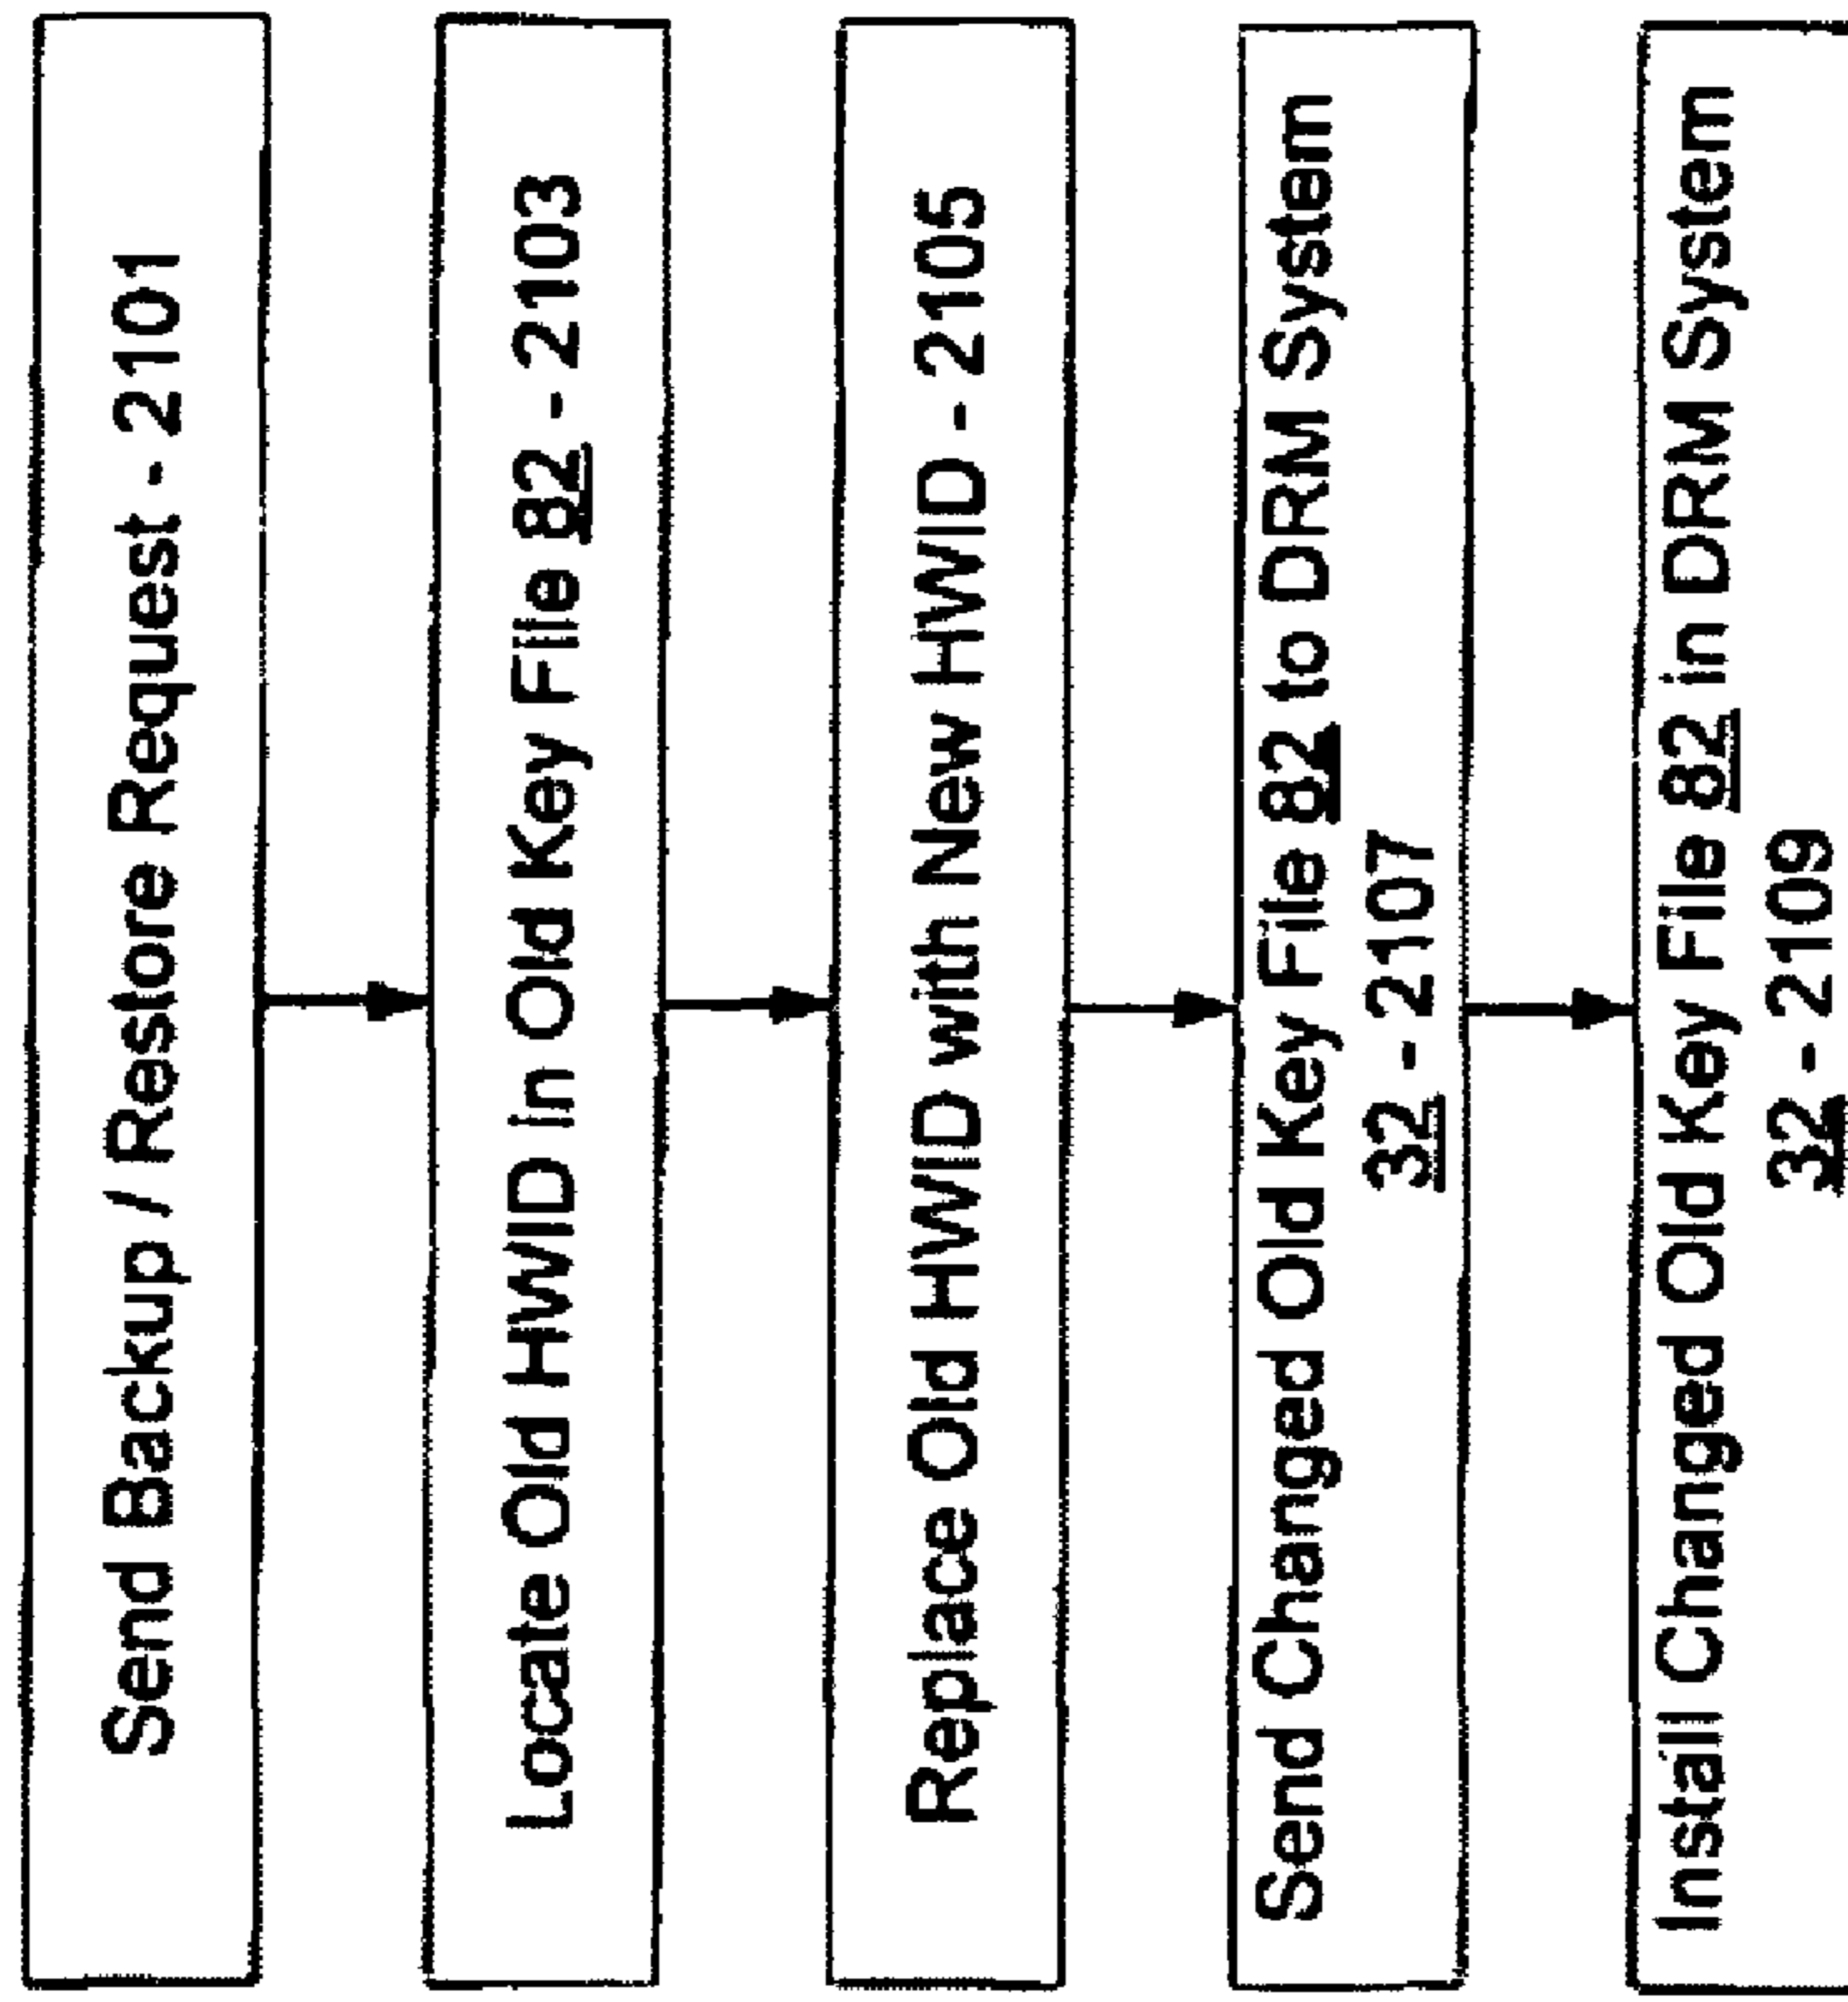 Send Backup / Restore Request - 2101
Locate Old HWID in Old Key File 82 - 2103
Replace Old HWID with New HWID - 2105
Send Changed Old Key File 82 to DRM System
32 - 2107
Install Changed Old Key File 82 in DRM System
32 - 2109